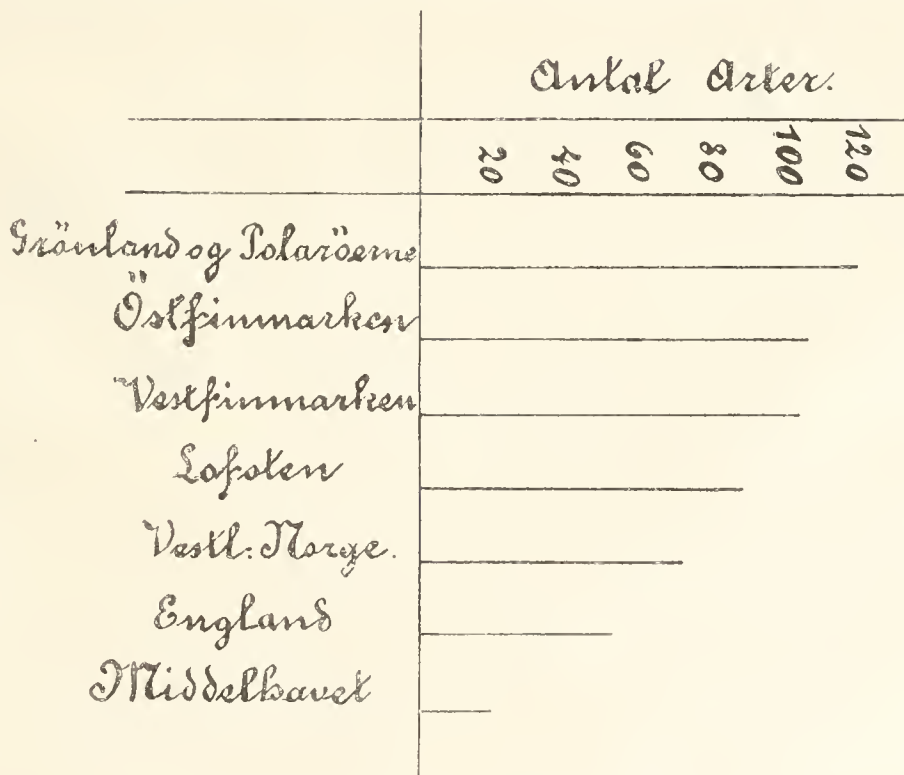 Antal Arter.
20 40 60 80 100 120
Grönland og Polaröerne
Östfinmarken
Vestfinmarken
Lofoten
Vestl: Norge.
England
Middelhavet